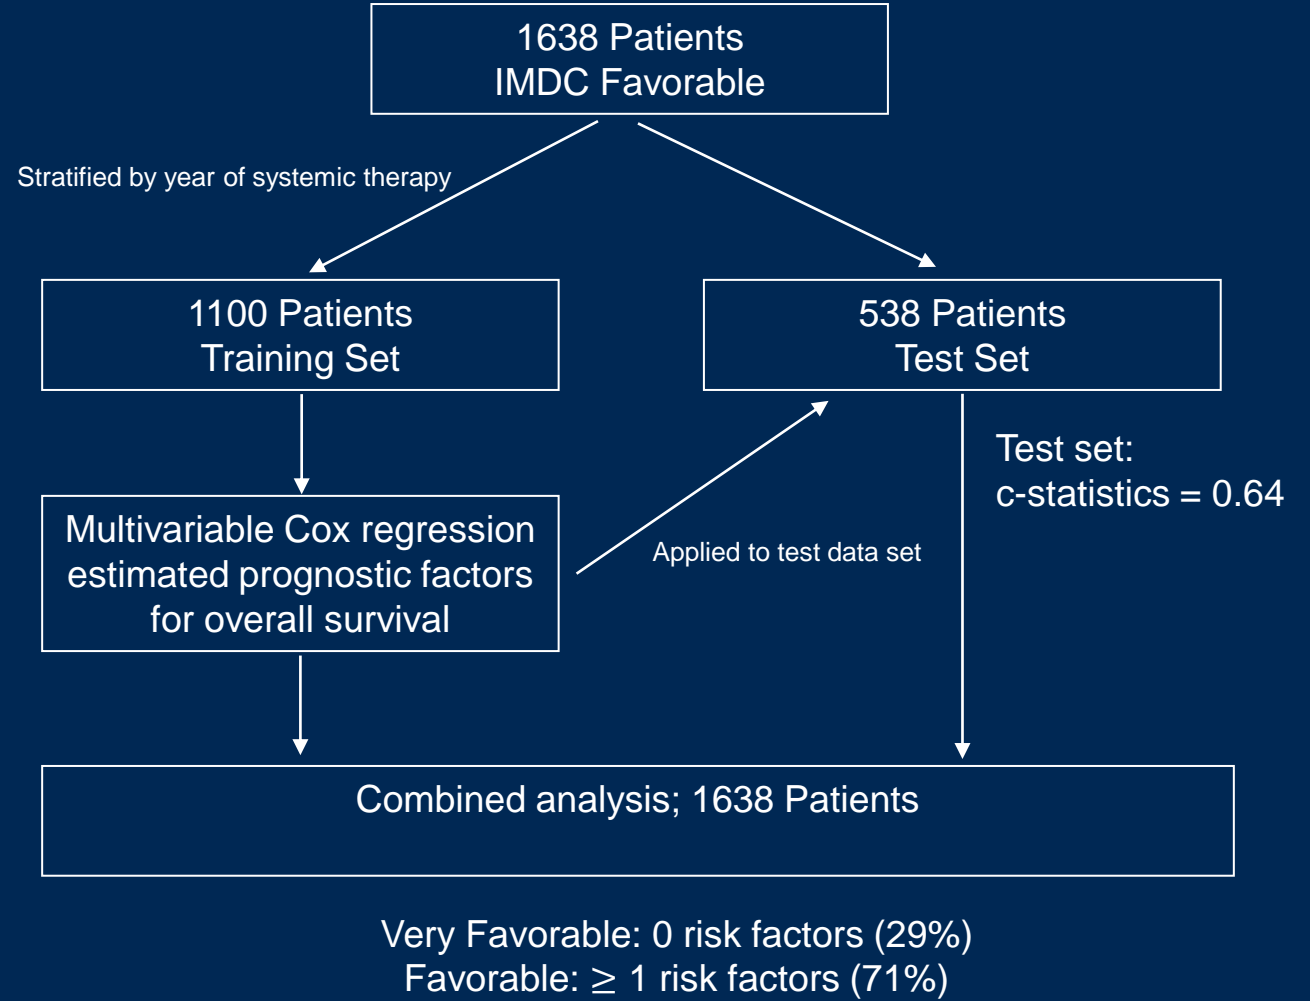 1638 Patients
IMDC Favorable
Stratified by year of systemic therapy
1100 Patients
Training Set
538 Patients
Test Set
Test set:
c-statistics = 0.64
Multivariable Cox regression
estimated prognostic factors
for overall survival
Applied to test data set
Combined analysis; 1638 Patients
Very Favorable: 0 risk factors (29%)
Favorable: ≥ 1 risk factors (71%)